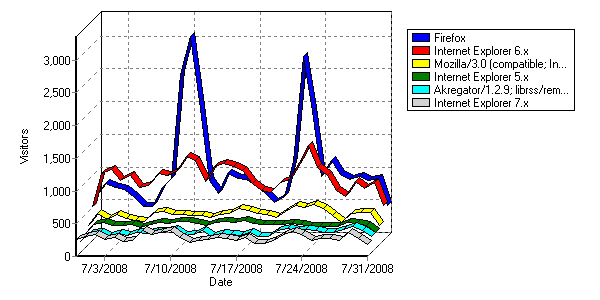 3,000
2,500
2,000
1,500
1,000
500
0
Visitors
7/3/2008 7/10/2008 7/17/2008 7/24/2008 7/31/2008
Date
Firefox
Internet Explorer 6.x
Mozilla/3.0 (compatible; In...
Internet Explorer 5.x
Akregator/1.2.9; librss/rem...
Internet Explorer 7.x